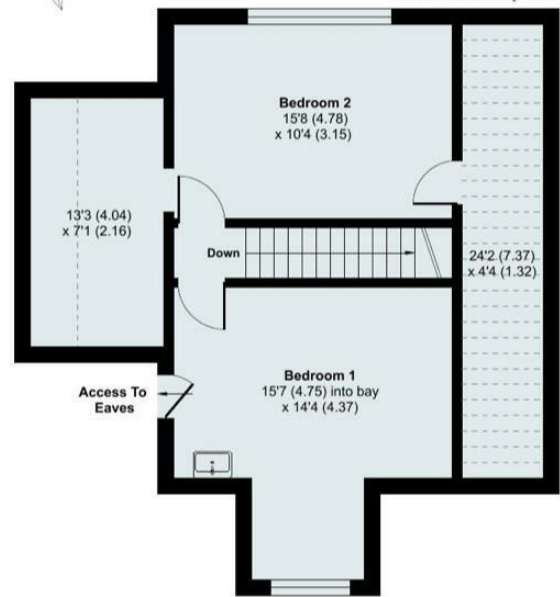 Bedroom 2
15'8 (4.78)
x 10'4 (3.15)
13'3 (4.04)
x 7'1 (2.16)
Down
24'2 (7.37)
x 4'4 (1.32)
Bedroom 1
15'7 (4.75) into bay
x 14'4 (4.37)
Access To
Eaves